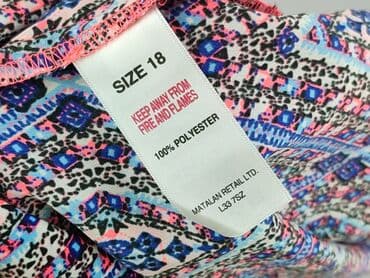 SIZE 18
KEEP AWAY FROM
FIRE AND FLAMES
100% POLYESTER
MATALAN RETAIL LTD.
L33 7SZ